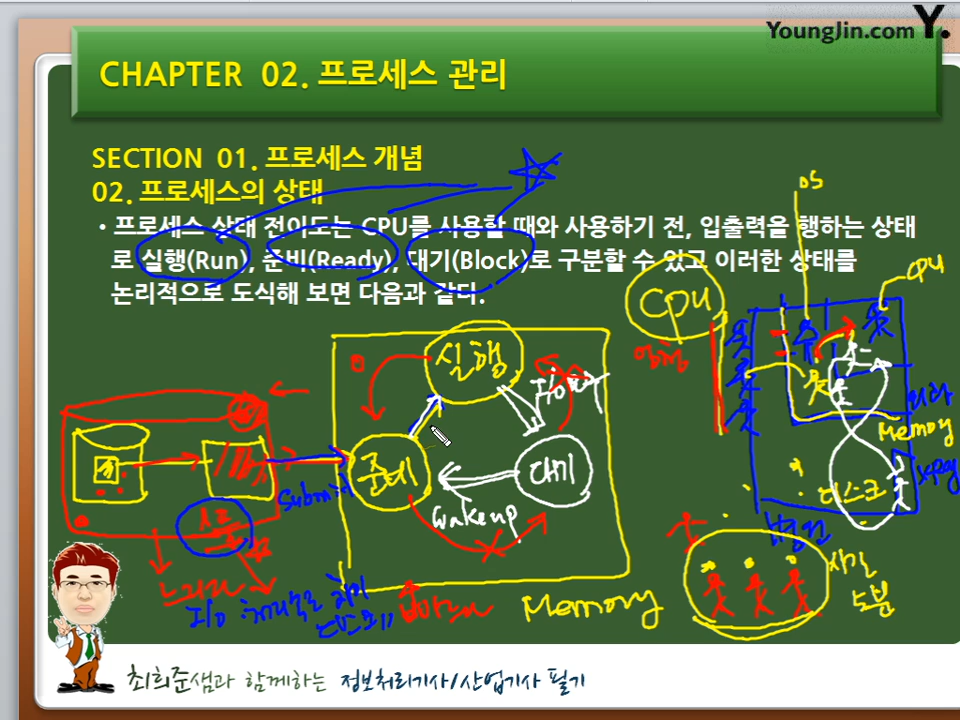 YoungJin.com Y.
CHAPTER 02. 프로세스 관리
SECTION 01. 프로세스 개념
02. 프로세스의 상태
• 프로세스 상태 전이도는 CPU를 사용할 때와 사용하기 전, 입출력을 행하는 상태
로 실행(Run), 준비(Ready), 대기(Block)로 구분할 수 있고 이러한 상태를
논리적으로 도식해 보면 다음과 같다.
OS
CPU
CPU
실행
준비
대기
I/O
Submit
Wakeup
Memory
Memory
디스크
느리다
I/O
최희준샘과 함께하는 정보처리기사/산업기사 필기